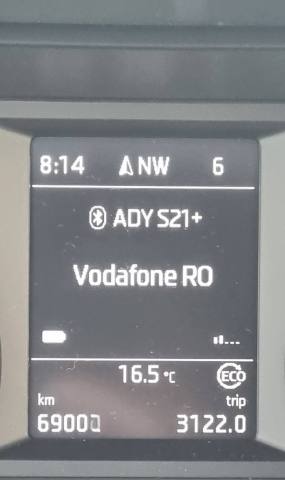 8:14 NW 6
ADY S21+
Vodafone RO
16.5 °C ECO
km trip
3122.0